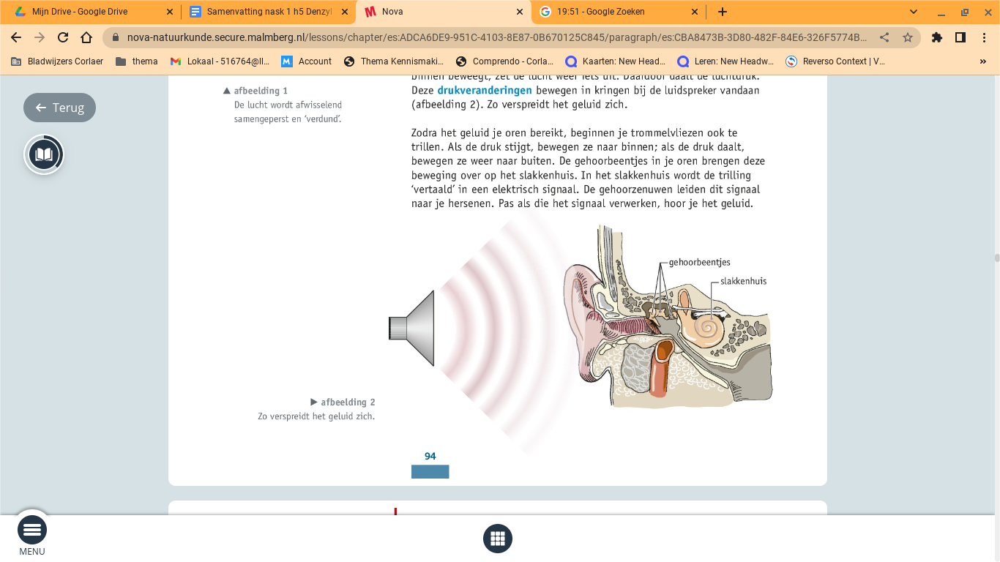 Mijn Drive - Google Drive
Samenvatting nask 1 h5 Denzyl
Nova
19:51 - Google Zoeken
nova-natuurkunde.secure.malmberg.nl/lessons/chapter/es:ADCA6DE9-951C-4103-8E87-0B670125C845/paragraph/es:CBA8473B-3D80-482F-84E6-326F5774B...
Bladwijzers Corlaer
thema
Lokaal - 516764@ll...
Account
Thema Kennismaki...
Comprendo - Corla...
Kaarten: New Head...
Leren: New Headw...
Reverso Context | V...
»
Terug
▲ afbeelding 1
De lucht wordt afwisselend
samengeperst en ‘verdund’.
binnen beweegt, zet de lucht weer iets uit. Daardoor daalt de luchtdruk.
Deze drukveranderingen bewegen in kringen bij de luidspreker vandaan
(afbeelding 2). Zo verspreidt het geluid zich.
Zodra het geluid je oren bereikt, beginnen je trommelvliezen ook te
trillen. Als de druk stijgt, bewegen ze naar binnen; als de druk daalt,
bewegen ze weer naar buiten. De gehoorbeentjes in je oren brengen deze
beweging over op het slakkenhuis. In het slakkenhuis wordt de trilling
‘vertaald’ in een elektrisch signaal. De gehoorzenuwen leiden dit signaal
naar je hersenen. Pas als die het signaal verwerken, hoor je het geluid.
gehoorbeentjes
slakkenhuis
▶ afbeelding 2
Zo verspreidt het geluid zich.
94
MENU